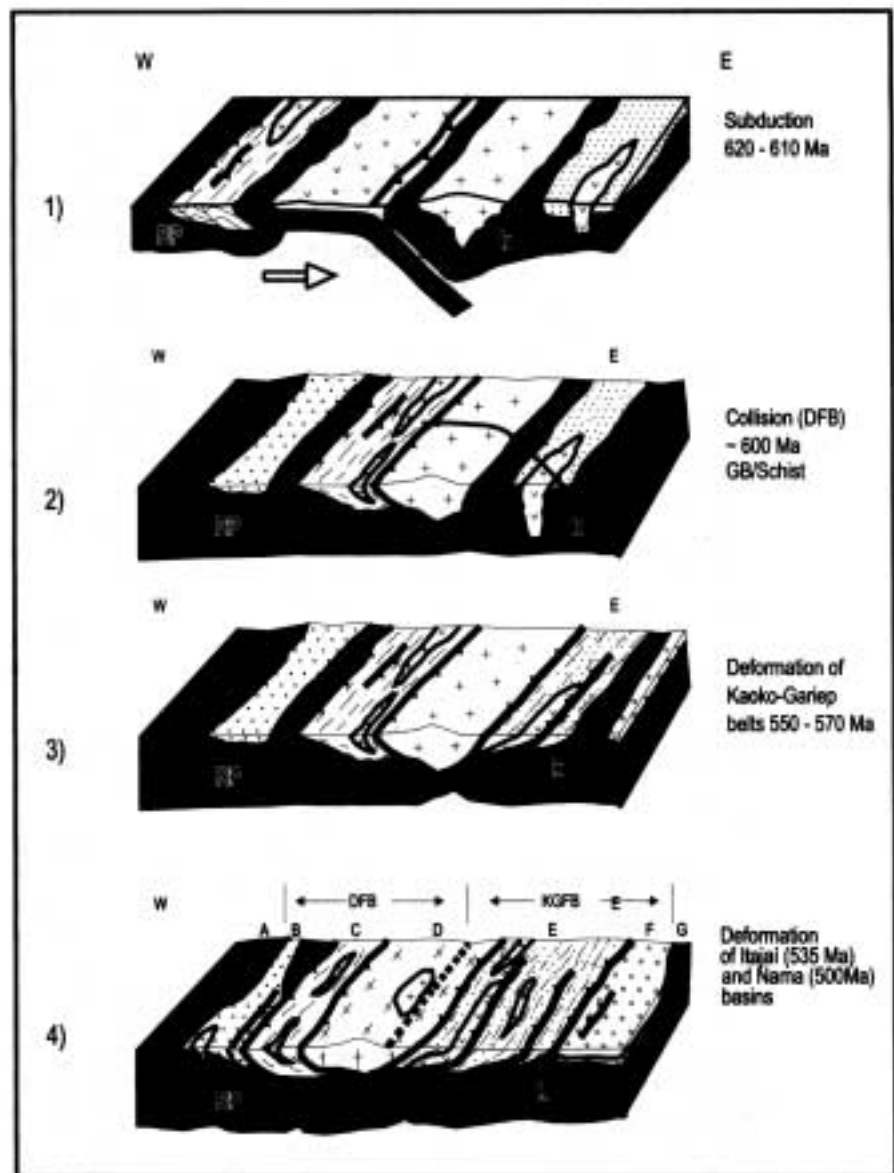 W E
Subduction
620 - 610 Ma
1)
W E
Collision (DFB)
~ 600 Ma
GB/Schist
2)
W E
Deformation of
Kaoko-Gariep
belts 550 - 570 Ma
3)
DFB KGFB
W E
A B C D E F G
Deformation
of Itajaí (535 Ma)
and Nama (500Ma)
basins
4)